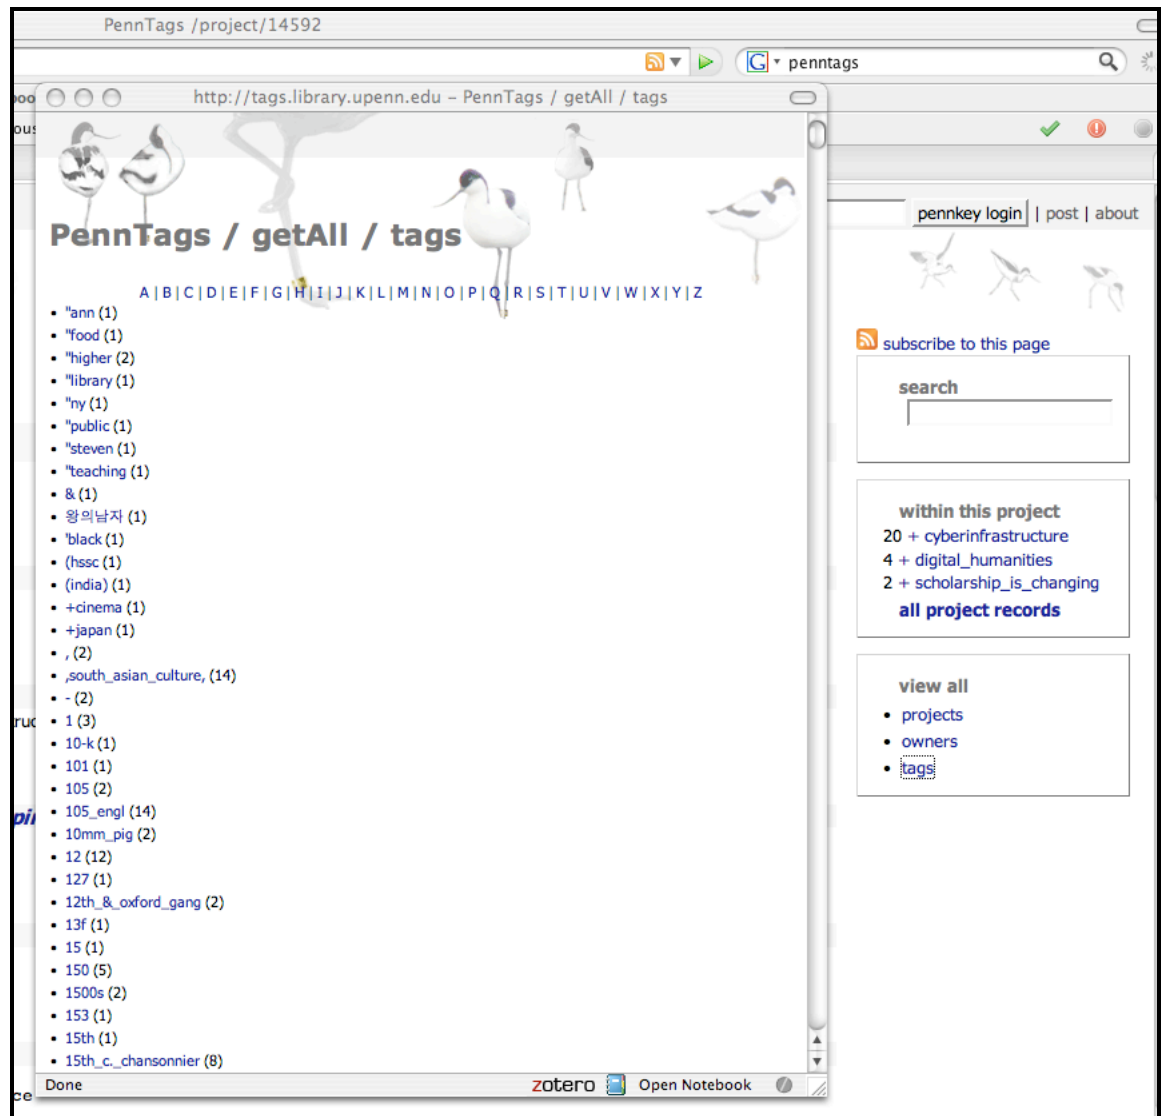 PennTags /project/14592
penntags
http://tags.library.upenn.edu – PennTags / getAll / tags
PennTags / getAll / tags
A | B | C | D | E | F | G | H | I | J | K | L | M | N | O | P | Q | R | S | T | U | V | W | X | Y | Z
• "ann (1)
• "food (1)
• "higher (2)
• "library (1)
• "ny (1)
• "public (1)
• "steven (1)
• "teaching (1)
• & (1)
• 왕의남자 (1)
• 'black (1)
• (hssc (1)
• (india) (1)
• +cinema (1)
• +japan (1)
• , (2)
• ,south_asian_culture, (14)
• - (2)
• 1 (3)
• 10-k (1)
• 101 (1)
• 105 (2)
• 105_engl (14)
• 10mm_pig (2)
• 12 (12)
• 127 (1)
• 12th_&_oxford_gang (2)
• 13f (1)
• 15 (1)
• 150 (5)
• 1500s (2)
• 153 (1)
• 15th (1)
• 15th_c._chansonnier (8)
Done zotero Open Notebook
pennkey login | post | about
subscribe to this page
search
within this project
20 + cyberinfrastructure
4 + digital_humanities
2 + scholarship_is_changing
all project records
view all
• projects
• owners
• tags